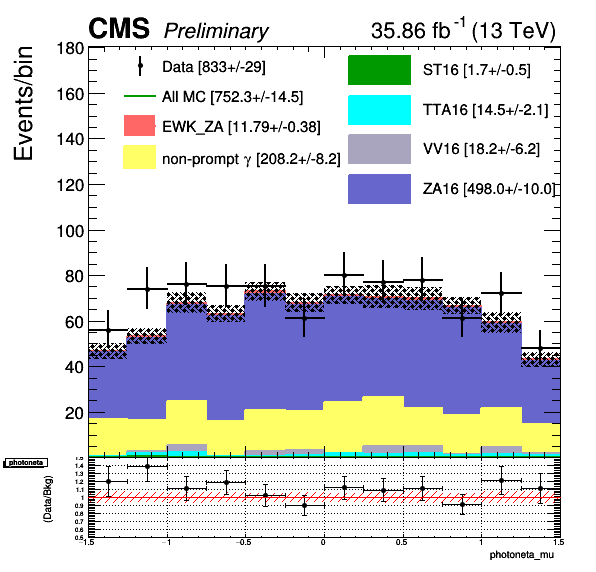 CMS Preliminary 35.86 fb⁻¹ (13 TeV)
Events/bin
180
160
140
120
100
80
60
40
20
Data [833+/-29]
All MC [752.3+/-14.5]
EWK_ZA [11.79+/-0.38]
non-prompt γ [208.2+/-8.2]
ST16 [1.7+/-0.5]
TTA16 [14.5+/-2.1]
VV16 [18.2+/-6.2]
ZA16 [498.0+/-10.0]
photoneta
(Data/Bkg)
1.5
1.4
1.3
1.2
1.1
1
0.9
0.8
0.7
0.6
0.5
−1.5 −1 −0.5 0 0.5 1 1.5
photoneta_mu